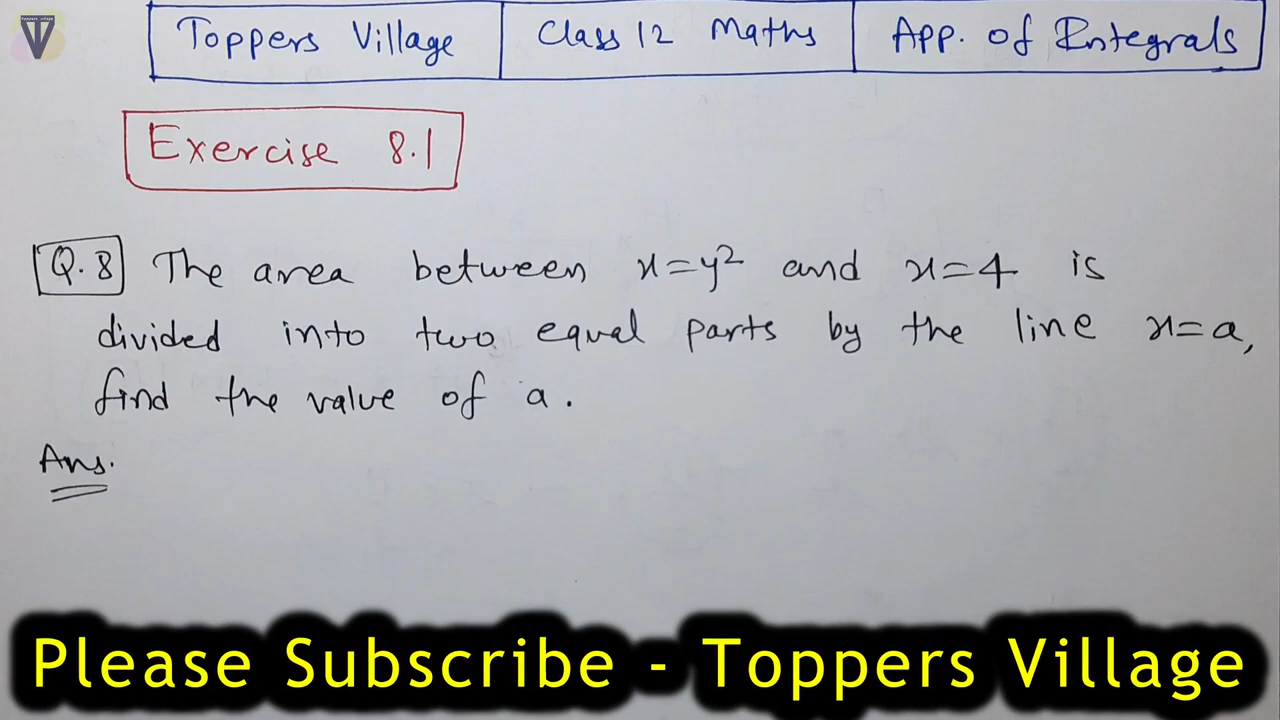 Toppers Village Class 12 Maths App. of Integrals
Exercise 8.1
Q.8 The area between x=y² and x=4 is
divided into two equal parts by the line x=a,
find the value of a.
Ans.
Please Subscribe - Toppers Village